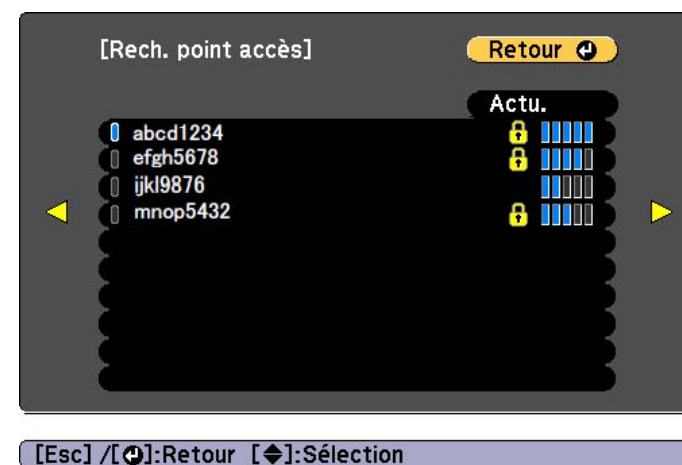 [Rech. point accès]
Retour
Actu.
abcd1234
efgh5678
ijkl9876
mnop5432
[Esc] /[⏎]:Retour [◆]:Sélection